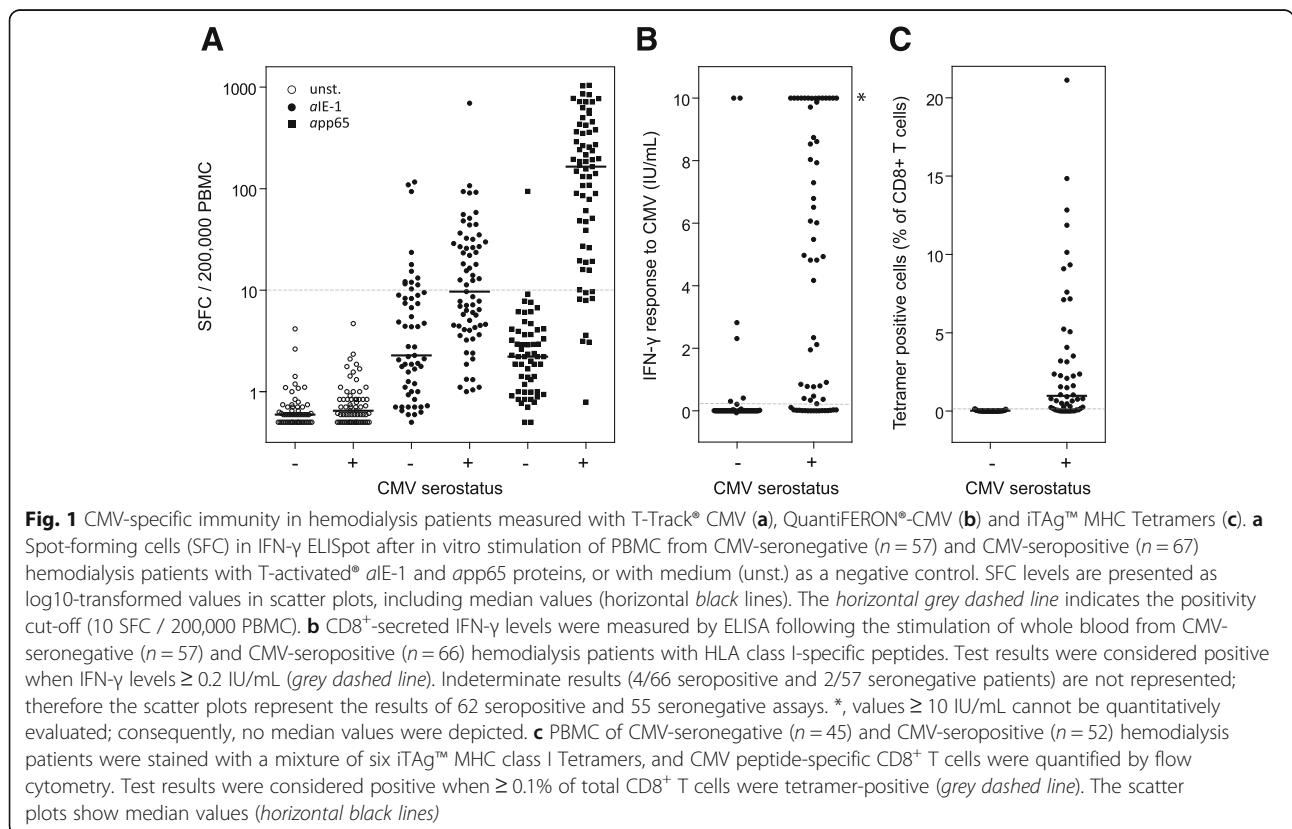 A
B
C
1000
100
10
1
SFC / 200,000 PBMC
unst.
aIE-1
app65
- + - + - +
CMV serostatus
10
8
6
4
2
0
IFN-γ response to CMV (IU/mL)
*
- +
CMV serostatus
20
15
10
5
0
Tetramer positive cells (% of CD8+ T cells)
- +
CMV serostatus
Fig. 1 CMV-specific immunity in hemodialysis patients measured with T-Track® CMV (a), QuantiFERON®-CMV (b) and iTAg™ MHC Tetramers (c). a
Spot-forming cells (SFC) in IFN-γ ELISpot after in vitro stimulation of PBMC from CMV-seronegative (n = 57) and CMV-seropositive (n = 67)
hemodialysis patients with T-activated® aIE-1 and app65 proteins, or with medium (unst.) as a negative control. SFC levels are presented as
log10-transformed values in scatter plots, including median values (horizontal black lines). The horizontal grey dashed line indicates the positivity
cut-off (10 SFC / 200,000 PBMC). b CD8⁺-secreted IFN-γ levels were measured by ELISA following the stimulation of whole blood from CMV-
seronegative (n = 57) and CMV-seropositive (n = 66) hemodialysis patients with HLA class I-specific peptides. Test results were considered positive
when IFN-γ levels ≥ 0.2 IU/mL (grey dashed line). Indeterminate results (4/66 seropositive and 2/57 seronegative patients) are not represented;
therefore the scatter plots represent the results of 62 seropositive and 55 seronegative assays. *, values ≥ 10 IU/mL cannot be quantitatively
evaluated; consequently, no median values were depicted. c PBMC of CMV-seronegative (n = 45) and CMV-seropositive (n = 52) hemodialysis
patients were stained with a mixture of six iTAg™ MHC class I Tetramers, and CMV peptide-specific CD8⁺ T cells were quantified by flow
cytometry. Test results were considered positive when ≥ 0.1% of total CD8⁺ T cells were tetramer-positive (grey dashed line). The scatter
plots show median values (horizontal black lines)